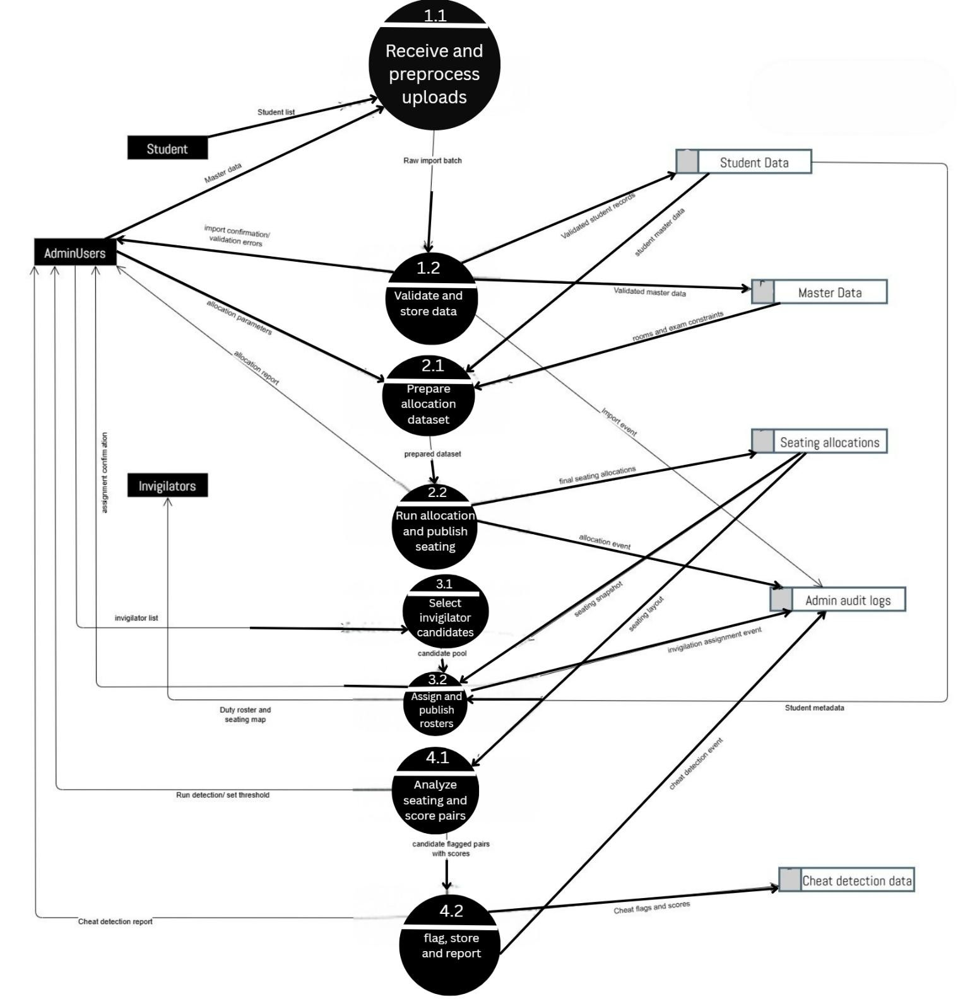 1.1
Receive and
preprocess
uploads
Student list
Student
Master data
Raw import batch
Student Data
Validated student records
student master data
import confirmation/
validation errors
AdminUsers
1.2
Validate and
store data
Validated master data
Master Data
rooms and exam constraints
allocation parameters
allocation report
2.1
Prepare
allocation
dataset
Import event
prepared dataset
Seating allocations
final seating allocations
assignment confirmation
Invigilators
2.2
Run allocation
and publish
seating
allocation event
3.1
Select
invigilator
candidates
seating snapshot
seating layout
Admin audit logs
invigilator list
invigilation assignment event
candidate pool
3.2
Assign and
publish
rosters
Duty roster and
seating map
Student metadata
4.1
Analyze
seating and
score pairs
Run detection/ set threshold
cheat detection event
candidate flagged pairs
with scores
Cheat detection data
4.2
flag, store
and report
Cheat flags and scores
Cheat detection report